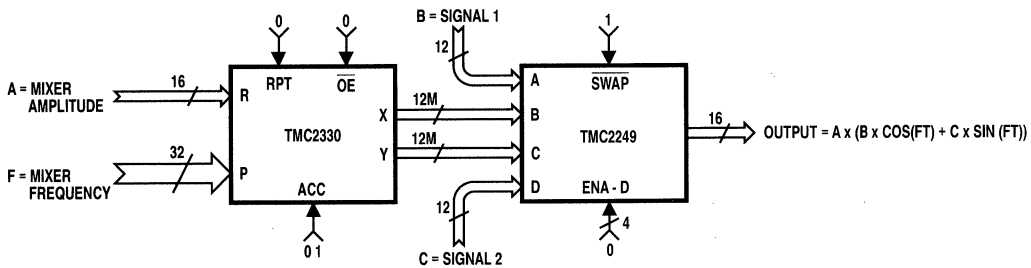 B = SIGNAL 1
0
0
1
12
A = MIXER
AMPLITUDE
16
R
RPT
OE
X
12M
A
SWAP
B
TMC2330
TMC2249
16
OUTPUT = A x (B x COS(FT) + C x SIN (FT))
Y
12M
C
F = MIXER
FREQUENCY
32
P
ACC
D
ENA - D
12
0 1
4
0
C = SIGNAL 2